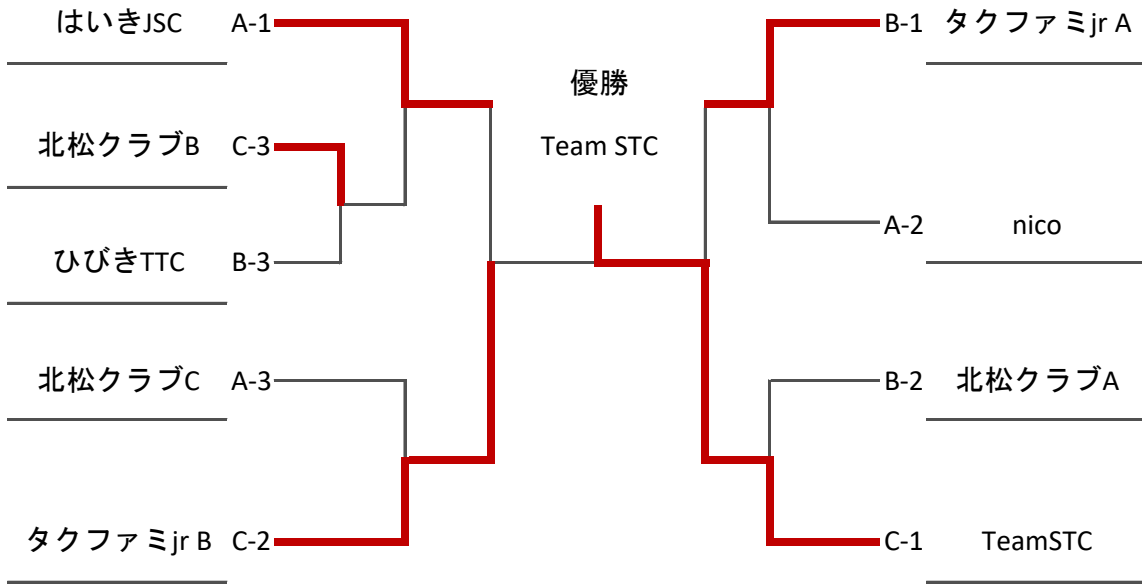 はいきJSC A-1
北松クラブB C-3
ひびきTTC B-3
北松クラブC A-3
タクファミjr B C-2
優勝
Team STC
B-1 タクファミjr A
A-2 nico
B-2 北松クラブA
C-1 TeamSTC